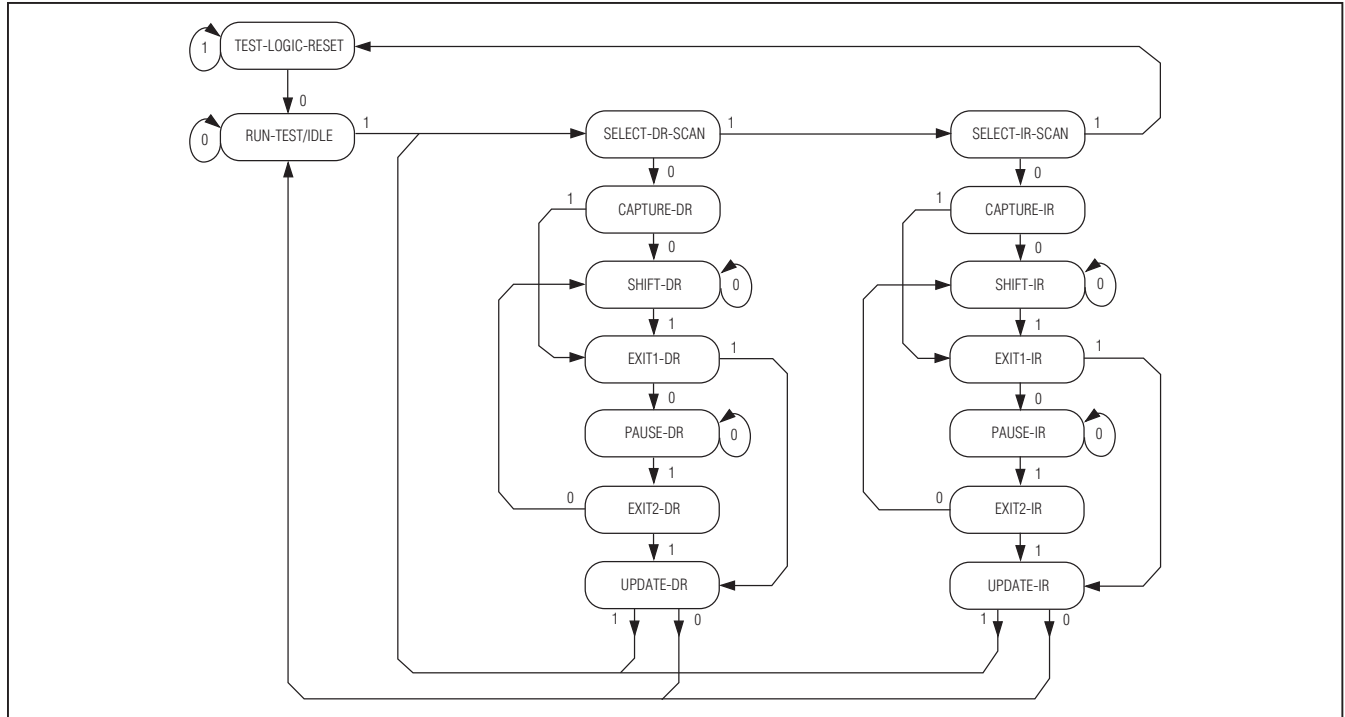 1
TEST-LOGIC-RESET
0
0
RUN-TEST/IDLE
1
SELECT-DR-SCAN
1
SELECT-IR-SCAN
1
0
0
1
CAPTURE-DR
1
CAPTURE-IR
0
0
SHIFT-DR
0
SHIFT-IR
0
1
1
EXIT1-DR
1
EXIT1-IR
1
0
0
PAUSE-DR
0
PAUSE-IR
0
1
1
0
EXIT2-DR
0
EXIT2-IR
1
1
UPDATE-DR
UPDATE-IR
1
0
1
0